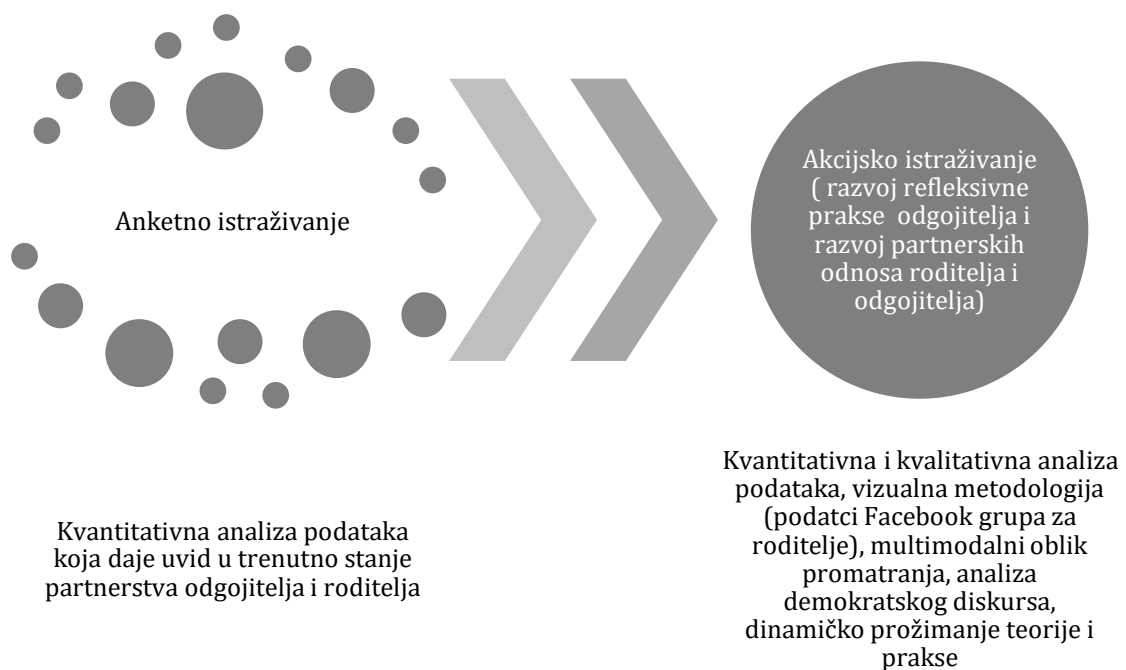 Anketno istraživanje
Akcijsko istraživanje
( razvoj refleksivne
prakse odgojitelja i
razvoj partnerskih
odnosa roditelja i
odgojitelja)
Kvantitativna analiza podataka
koja daje uvid u trenutno stanje
partnerstva odgojitelja i roditelja
Kvantitativna i kvalitativna analiza
podataka, vizualna metodologija
(podatci Facebook grupa za
roditelje), multimodalni oblik
promatranja, analiza
demokratskog diskursa,
dinamičko prožimanje teorije i
prakse